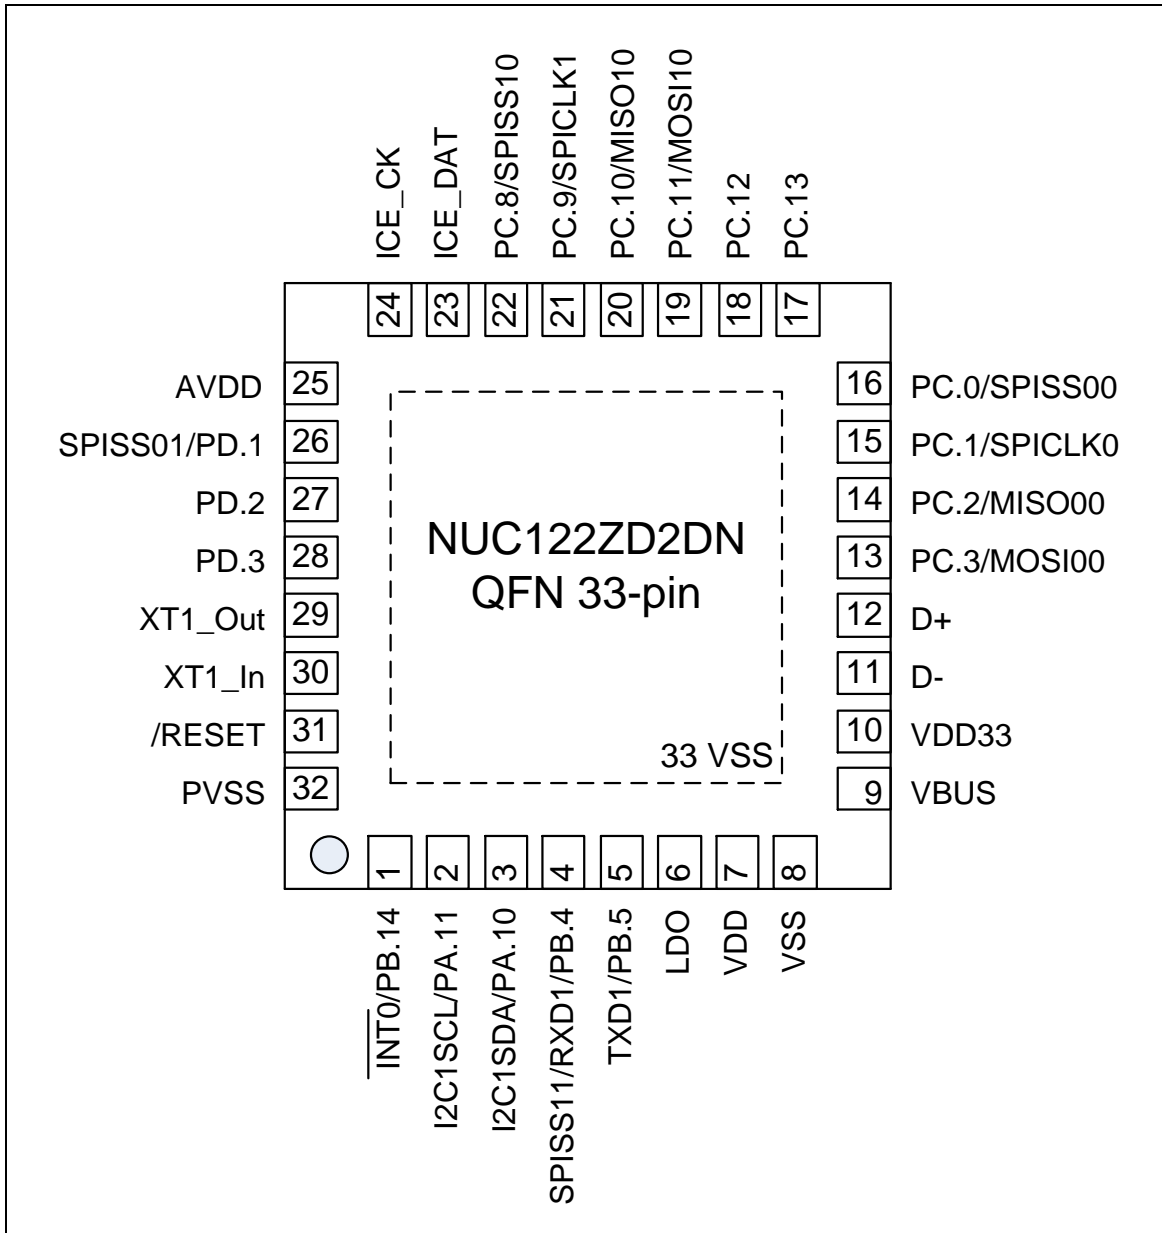 ICE_CK
ICE_DAT
PC.8/SPISS10
PC.9/SPICLK1
PC.10/MISO10
PC.11/MOSI10
PC.12
PC.13
24
23
22
21
20
19
18
17
AVDD 25
SPISS01/PD.1 26
PD.2 27
PD.3 28
XT1_Out 29
XT1_In 30
/RESET 31
PVSS 32
NUC122ZD2DN
QFN 33-pin
33 VSS
16 PC.0/SPISS00
15 PC.1/SPICLK0
14 PC.2/MISO00
13 PC.3/MOSI00
12 D+
11 D-
10 VDD33
9 VBUS
1
2
3
4
5
6
7
8
INT0/PB.14
I2C1SCL/PA.11
I2C1SDA/PA.10
SPISS11/RXD1/PB.4
TXD1/PB.5
LDO
VDD
VSS